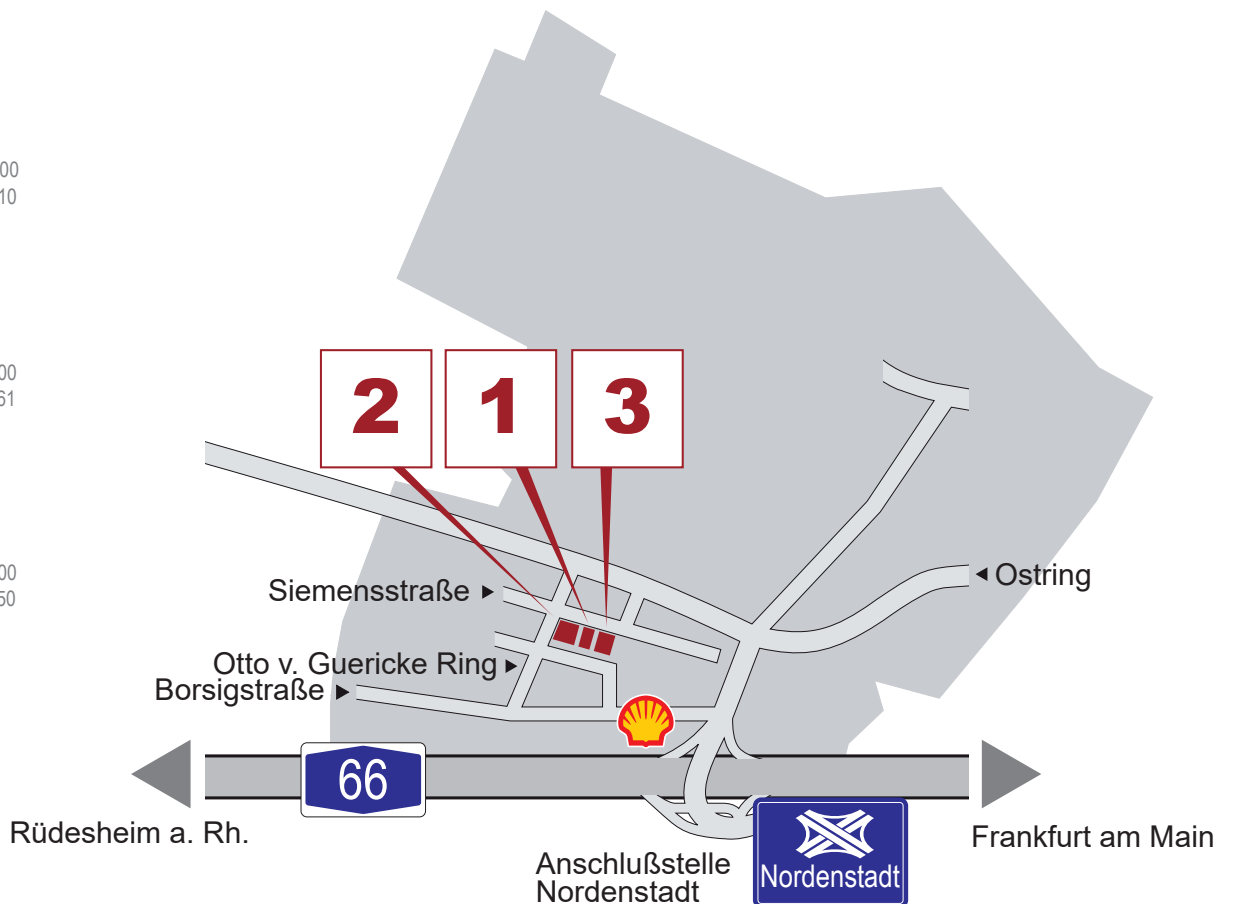 00
10
00
61
00
50
2
1
3
Siemensstraße
Ostring
Otto v. Guericke Ring
Borsigstraße
66
Rüdesheim a. Rh.
Frankfurt am Main
Anschlußstelle
Nordenstadt
Nordenstadt